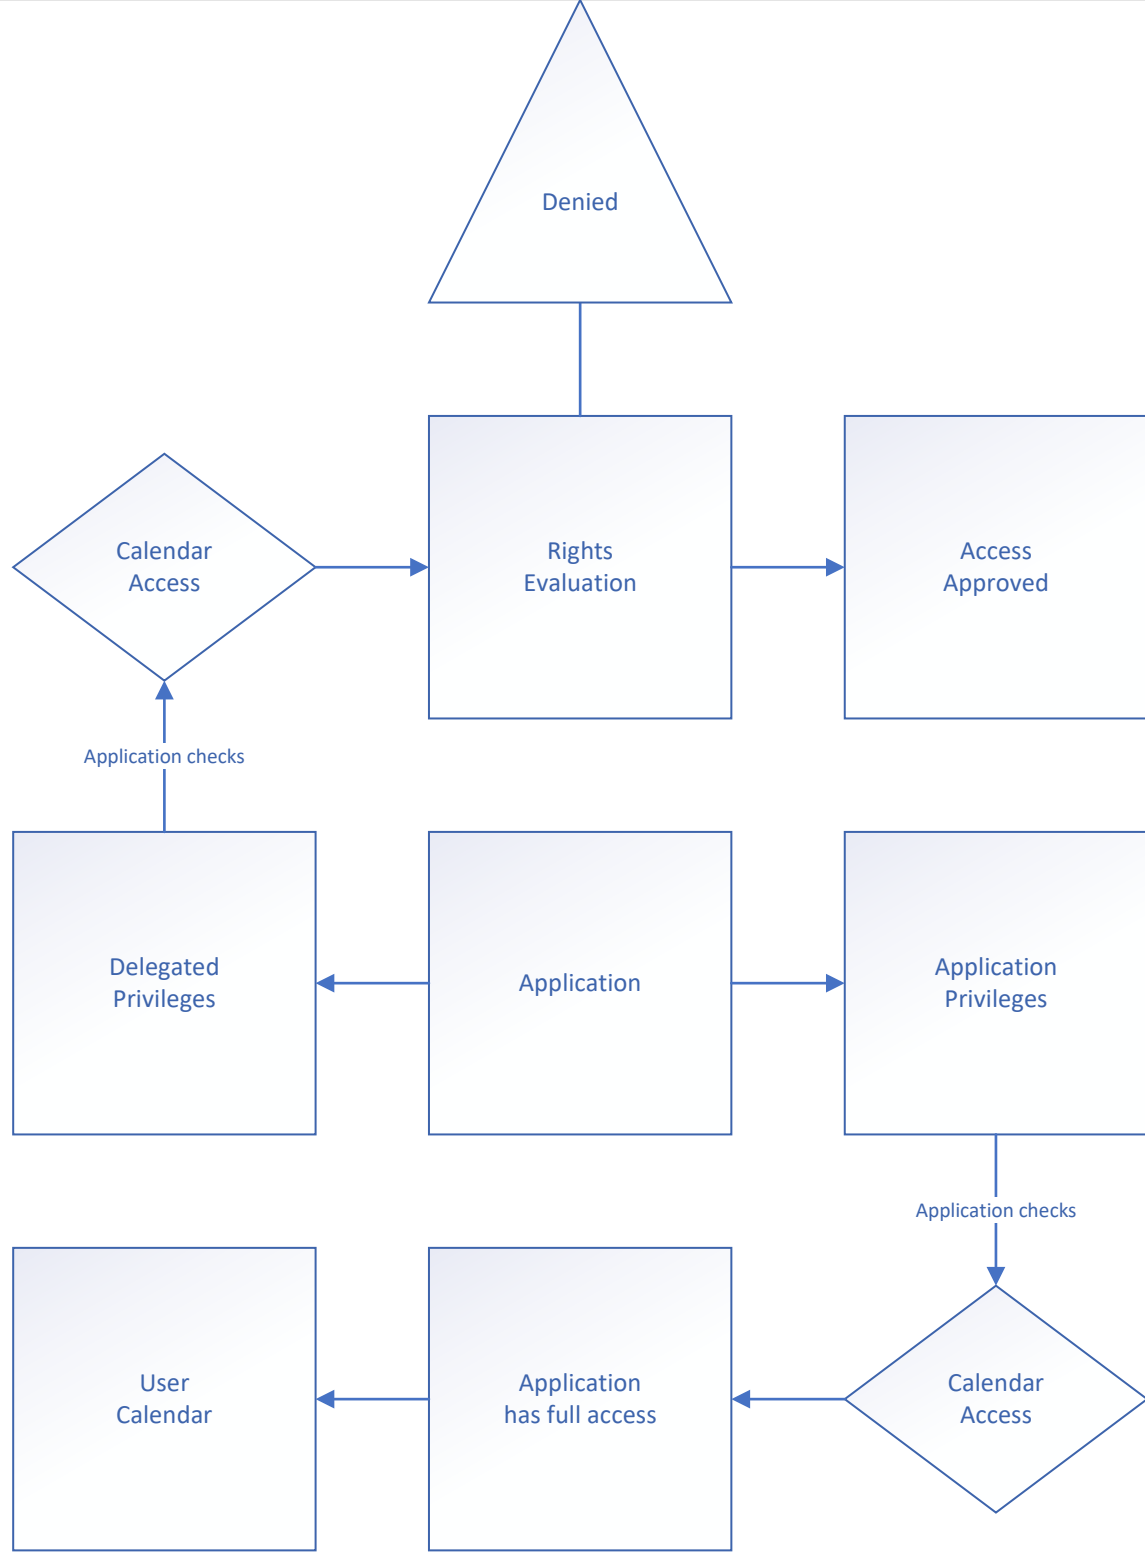 Denied
Calendar
Access
Rights
Evaluation
Access
Approved
Application checks
Delegated
Privileges
Application
Application
Privileges
Application checks
User
Calendar
Application
has full access
Calendar
Access